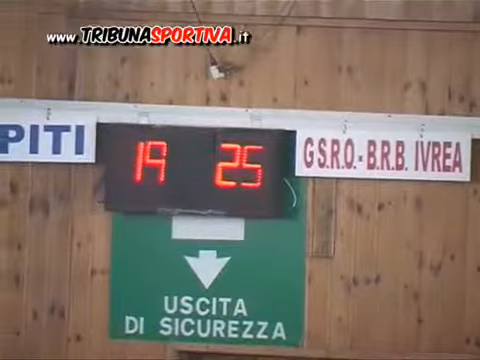 www.TRIBUNASPORTIVA.it
PITI
19 25
G.S.R.O. - B.R.B. IVREA
USCITA
DI SICUREZZA